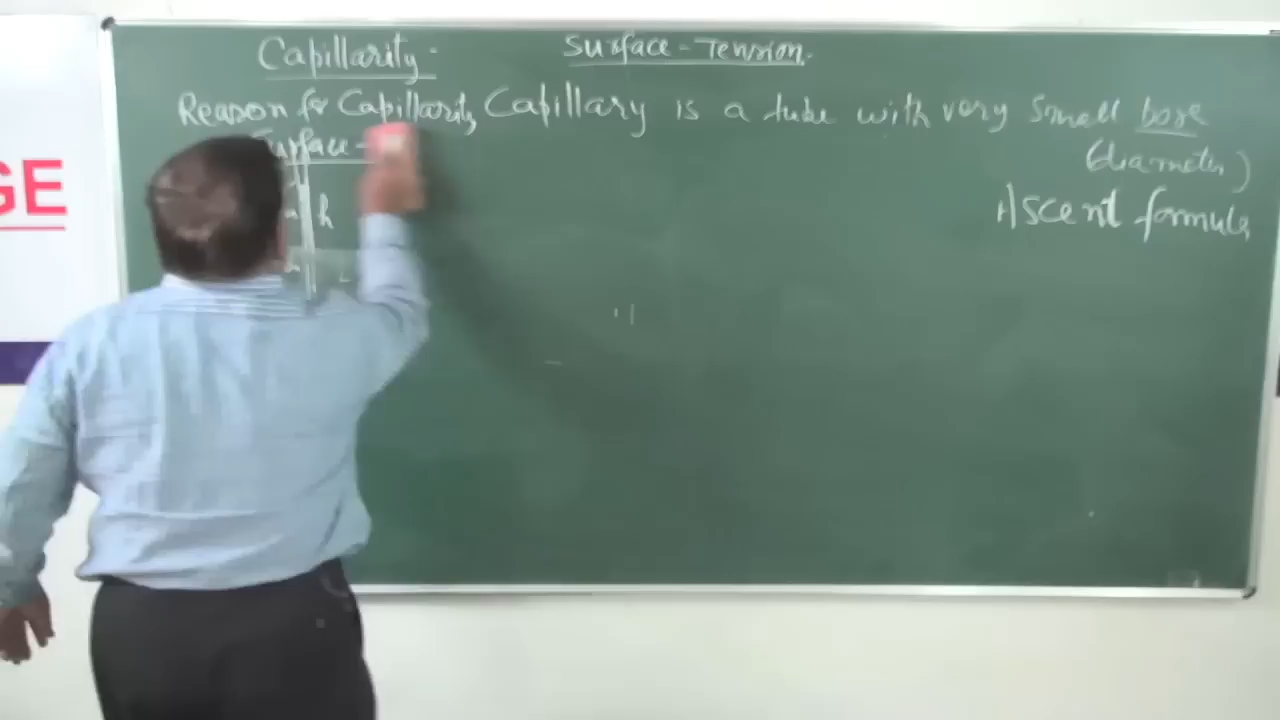 Capillarity. Surface-Tension.
Reason for Capillarity Capillary is a tube with very small bore
Surface- (diameter)
h Ascent formula
GE